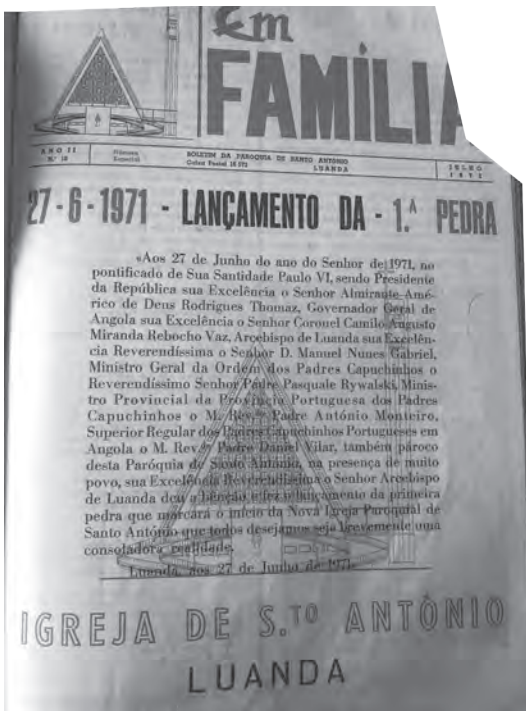 Em
FAMÍLIA
ANO II
N.º 10
Número
Especial
BOLETIM DA PAROQUIA DE SANTO ANTÓNIO
Caixa Postal
LUANDA
JULHO
1971
27-6-1971 - LANÇAMENTO DA - 1.ª PEDRA
«Aos 27 de Junho do ano do Senhor de 1971, no
pontificado de Sua Santidade Paulo VI, sendo Presidente
da República sua Excelência o Senhor Almirante Amé-
rico de Deus Rodrigues Thomaz, Governador Geral de
Angola sua Excelência o Senhor Coronel Camilo Augusto
Miranda Rebocho Vaz, Arcebispo de Luanda sua Excelên-
cia Reverendíssima o Senhor D. Manuel Nunes Gabriel,
Ministro Geral da Ordem dos Padres Capuchinhos o
Reverendíssimo Senhor Padre Pasquale Rywalski, Minis-
tro Provincial da Província Portuguesa dos Padres
Capuchinhos o M. Rev.do Padre António Monteiro,
Superior Regular dos Padres Capuchinhos Portugueses em
Angola o M. Rev.do Padre Daniel Vilar, também pároco
desta Paróquia de Santo António, na presença de muito
povo, sua Excelência Reverendíssima o Senhor Arcebispo
de Luanda deu a bênção e fez o lançamento da primeira
pedra que marcará o início da Nova Igreja Paroquial de
Santo António que todos desejamos seja brevemente uma
consoladora realidade.
Luanda, aos 27 de Junho de 1971.
IGREJA DE S.TO ANTÓNIO
LUANDA